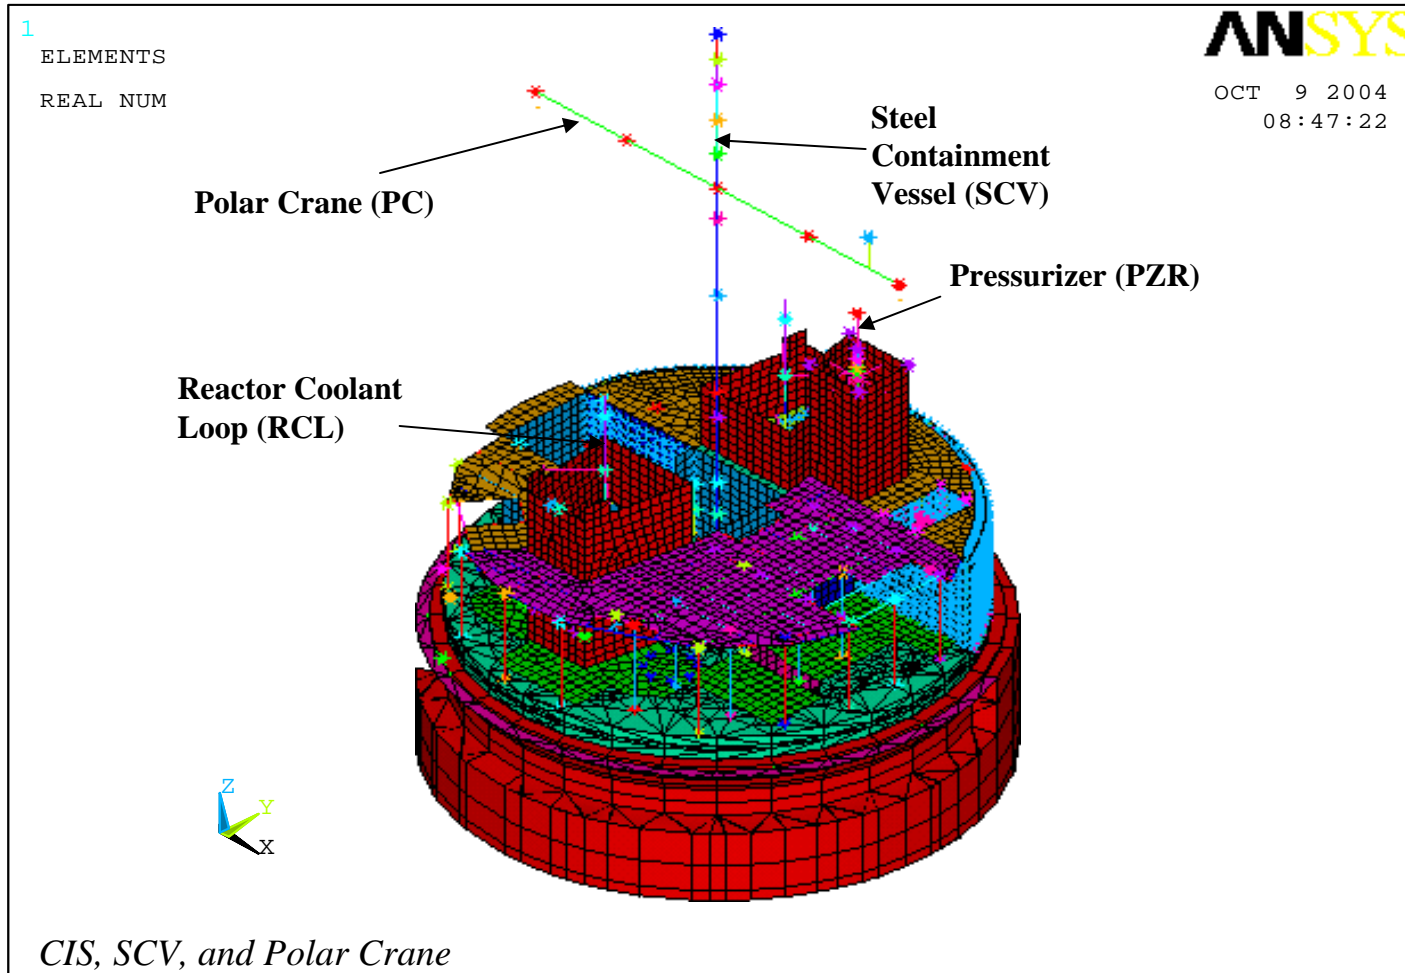 1
ELEMENTS
REAL NUM
ANSYS
OCT 9 2004
08:47:22
Steel
Containment
Vessel (SCV)
Polar Crane (PC)
Pressurizer (PZR)
Reactor Coolant
Loop (RCL)
Z
Y
X
CIS, SCV, and Polar Crane